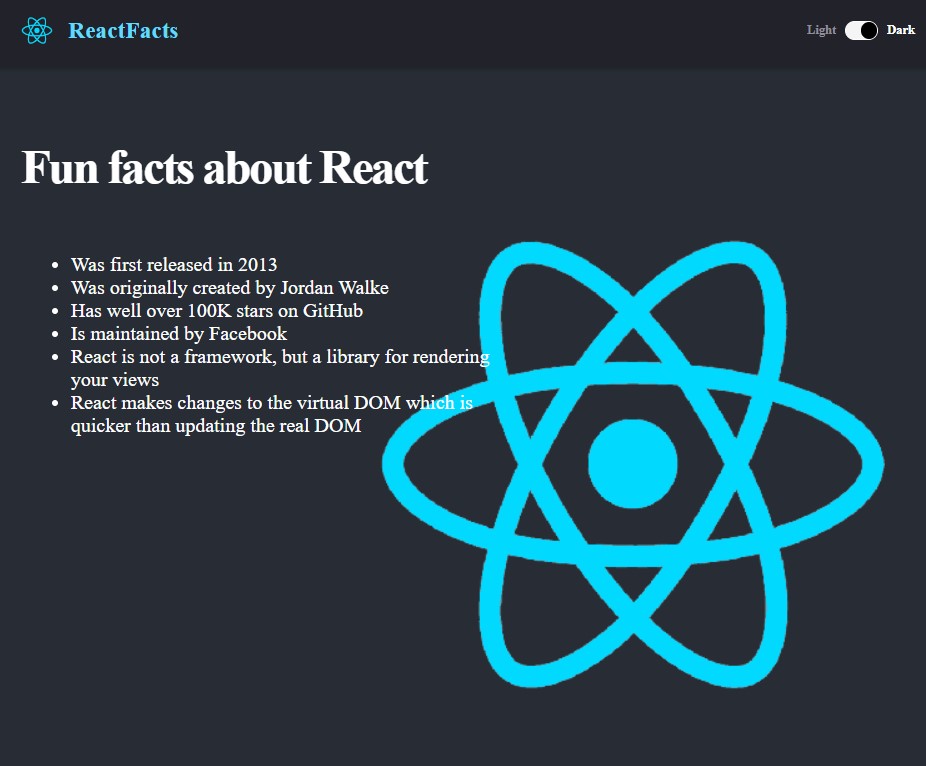 ReactFacts
Light Dark
Fun facts about React
• Was first released in 2013
• Was originally created by Jordan Walke
• Has well over 100K stars on GitHub
• Is maintained by Facebook
• React is not a framework, but a library for rendering
your views
• React makes changes to the virtual DOM which is
quicker than updating the real DOM